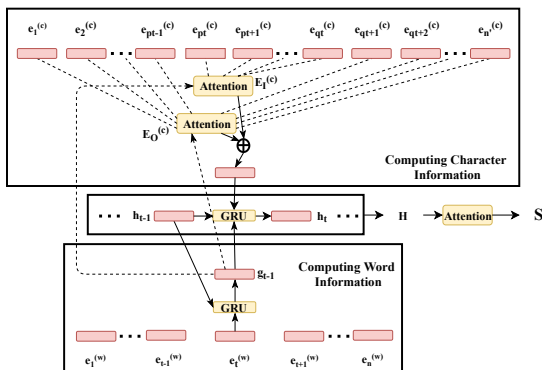 e1(c) e2(c) ••• ept-1(c) ept(c) ept+1(c) ••• eqt(c) eqt+1(c) eqt+2(c) ••• en'(c)
Attention EI(c)
EO(c) Attention
Computing Character
Information
••• ht-1 GRU ht ••• H Attention S
gt-1
Computing Word
Information
GRU
e1(w) ••• et-1(w) et(w) et+1(w) ••• en(w)